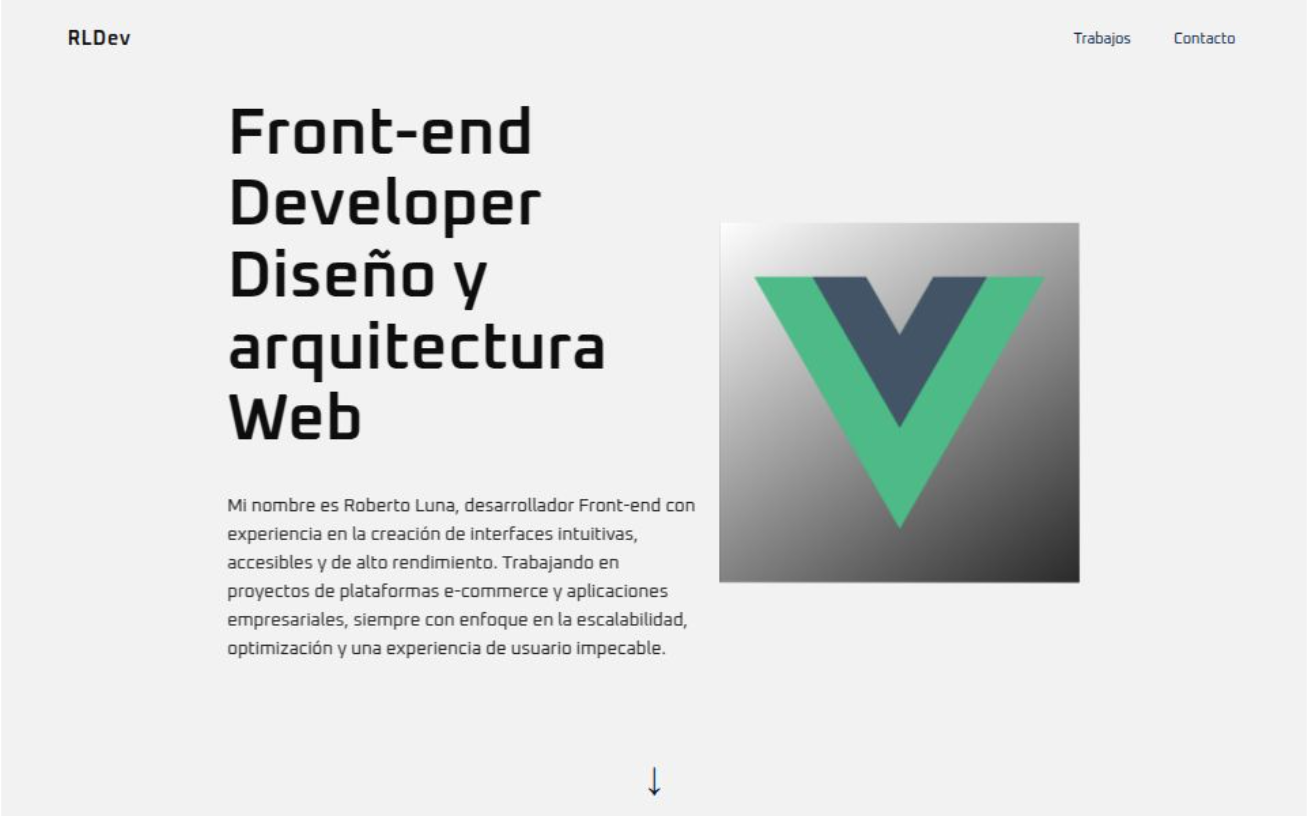 RLDev
Trabajos
Contacto
Front-end
Developer
Diseño y
arquitectura
Web
Mi nombre es Roberto Luna, desarrollador Front-end con
experiencia en la creación de interfaces intuitivas,
accesibles y de alto rendimiento. Trabajando en
proyectos de plataformas e-commerce y aplicaciones
empresariales, siempre con enfoque en la escalabilidad,
optimización y una experiencia de usuario impecable.
↓